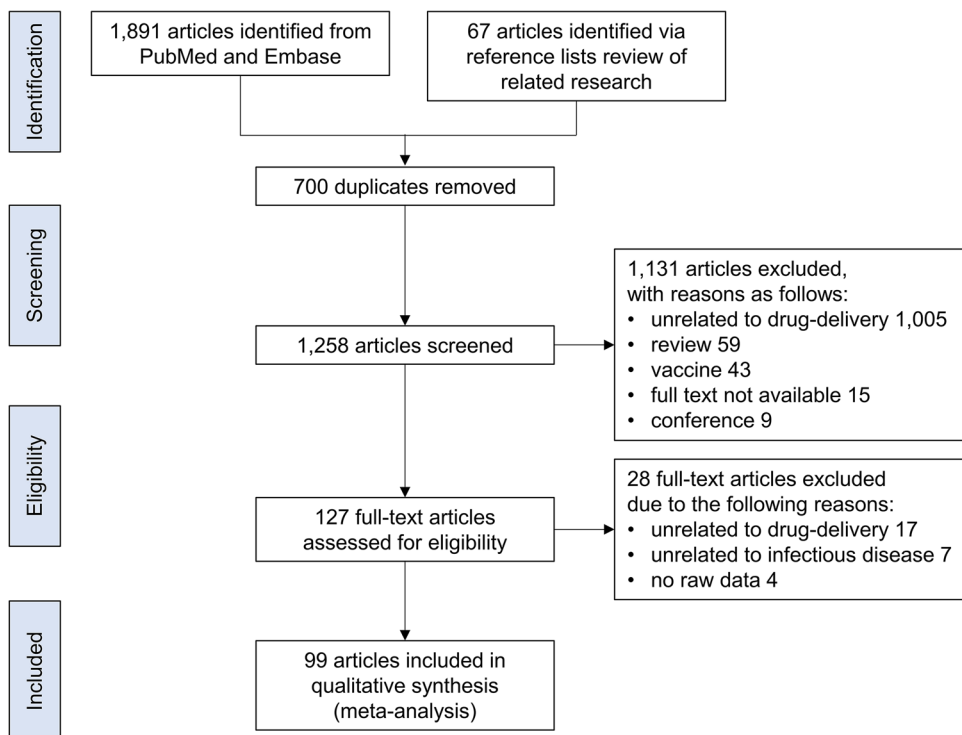 Identification
1,891 articles identified from
PubMed and Embase
67 articles identified via
reference lists review of
related research
700 duplicates removed
Screening
1,258 articles screened
1,131 articles excluded,
with reasons as follows:
• unrelated to drug-delivery 1,005
• review 59
• vaccine 43
• full text not available 15
• conference 9
Eligibility
127 full-text articles
assessed for eligibility
28 full-text articles excluded
due to the following reasons:
• unrelated to drug-delivery 17
• unrelated to infectious disease 7
• no raw data 4
Included
99 articles included in
qualitative synthesis
(meta-analysis)